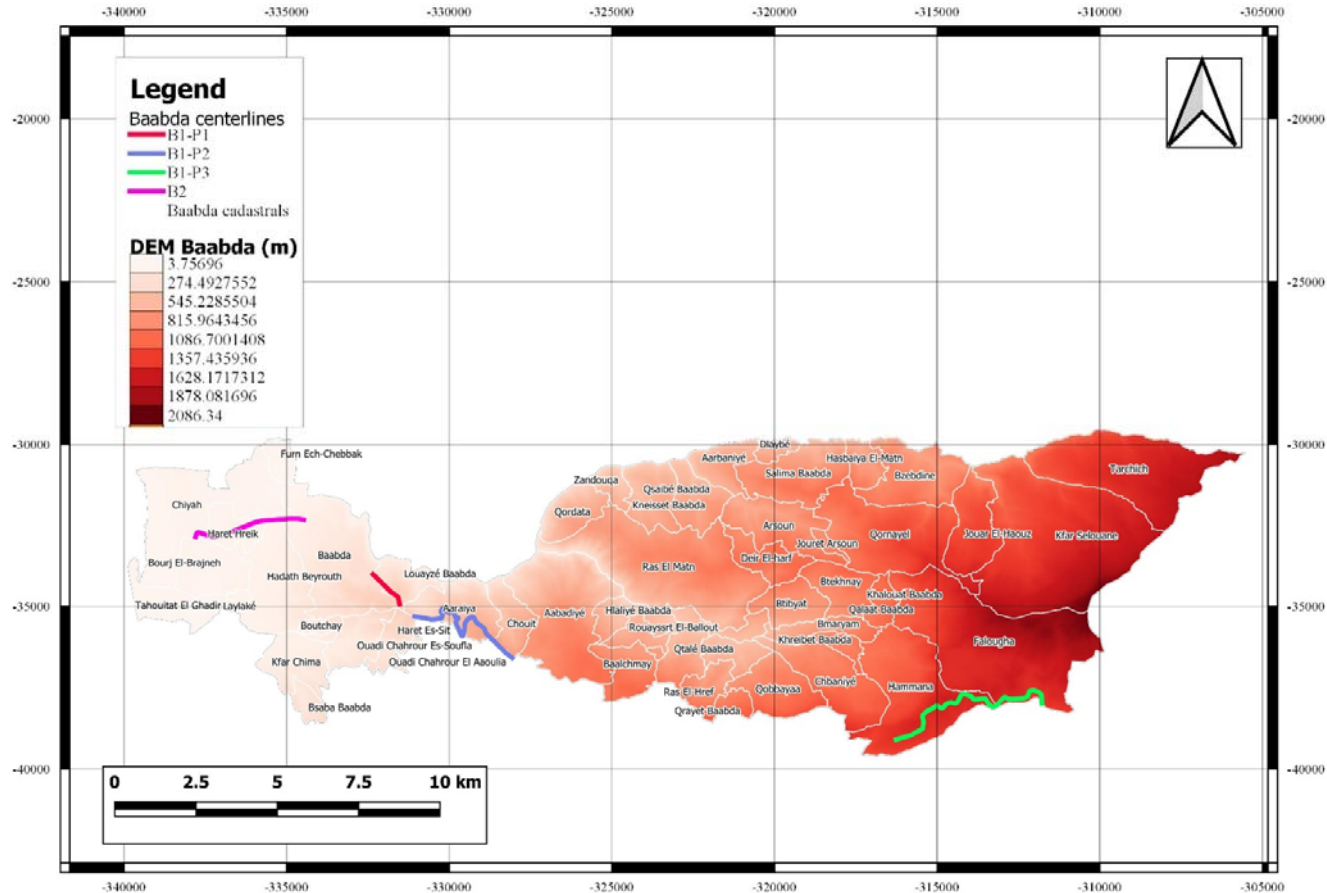 -340000 -335000 -330000 -325000 -320000 -315000 -310000 -305000
Legend
Baabda centerlines
B1-P1
B1-P2
B1-P3
B2
Baabda cadastrals
DEM Baabda (m)
3.75696
274.4927552
545.2285504
815.9643456
1086.7001408
1357.435936
1628.1717312
1878.081696
2086.34
-20000 -20000
-25000 -25000
-30000 -30000
Furn Ech-Chebbak
Dlaybé
Aarbaniyé
Hasbaiya El-Matn
Tarchich
Salima Baabda
Bzebdine
Zandouqa
Qsaibé Baabda
Chiyah
Kneisset Baabda
Qordata
Arsoun
Haret Hreik
Qornayel
Jouar El-Haouz
Kfar Selouane
Jouret Arsoun
Baabda
Deir El-harf
Bourj El-Brajneh
Ras El Matn
Hadath Beyrouth
Louayzé Baabda
Btekhnay
Khalouat Baabda
Tahouitat El Ghadir
Laylaké
Aaraiya
Aabadiyé
Hlaliyé Baabda
Btibyat
Qalaat Baabda
-35000 -35000
Boutchay
Haret Es-Sit
Chouit
Rouayssrt El-Ballout
Bmaryam
Khreibet Baabda
Falougha
Ouadi Chahrour Es-Soufla
Qtalé Baabda
Kfar Chima
Ouadi Chahrour El Aaoulia
Baalchmay
Chbaniyé
Hammana
Ras El-Href
Qobbayaa
Bsaba Baabda
Qrayet Baabda
-40000 -40000
0 2.5 5 7.5 10 km
-340000 -335000 -330000 -325000 -320000 -315000 -310000 -305000